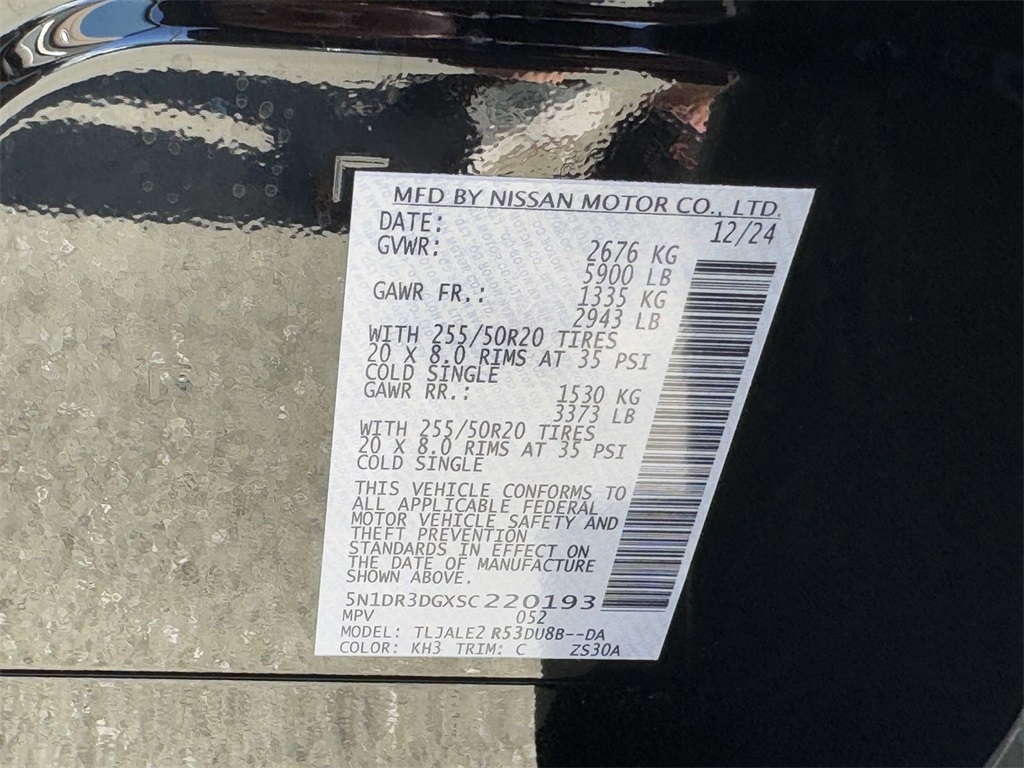 MFD BY NISSAN MOTOR CO., LTD.
DATE: 12/24
GVWR: 2676 KG
5900 LB
GAWR FR.: 1335 KG
2943 LB
WITH 255/50R20 TIRES
20 X 8.0 RIMS AT 35 PSI
COLD SINGLE
GAWR RR.: 1530 KG
3373 LB
WITH 255/50R20 TIRES
20 X 8.0 RIMS AT 35 PSI
COLD SINGLE
THIS VEHICLE CONFORMS TO
ALL APPLICABLE FEDERAL
MOTOR VEHICLE SAFETY AND
THEFT PREVENTION
STANDARDS IN EFFECT ON
THE DATE OF MANUFACTURE
SHOWN ABOVE.
5N1DR3DGXSC220193
MPV 052
MODEL: TLJALE2 R53DU8B--DA
COLOR: KH3 TRIM: C ZS30A